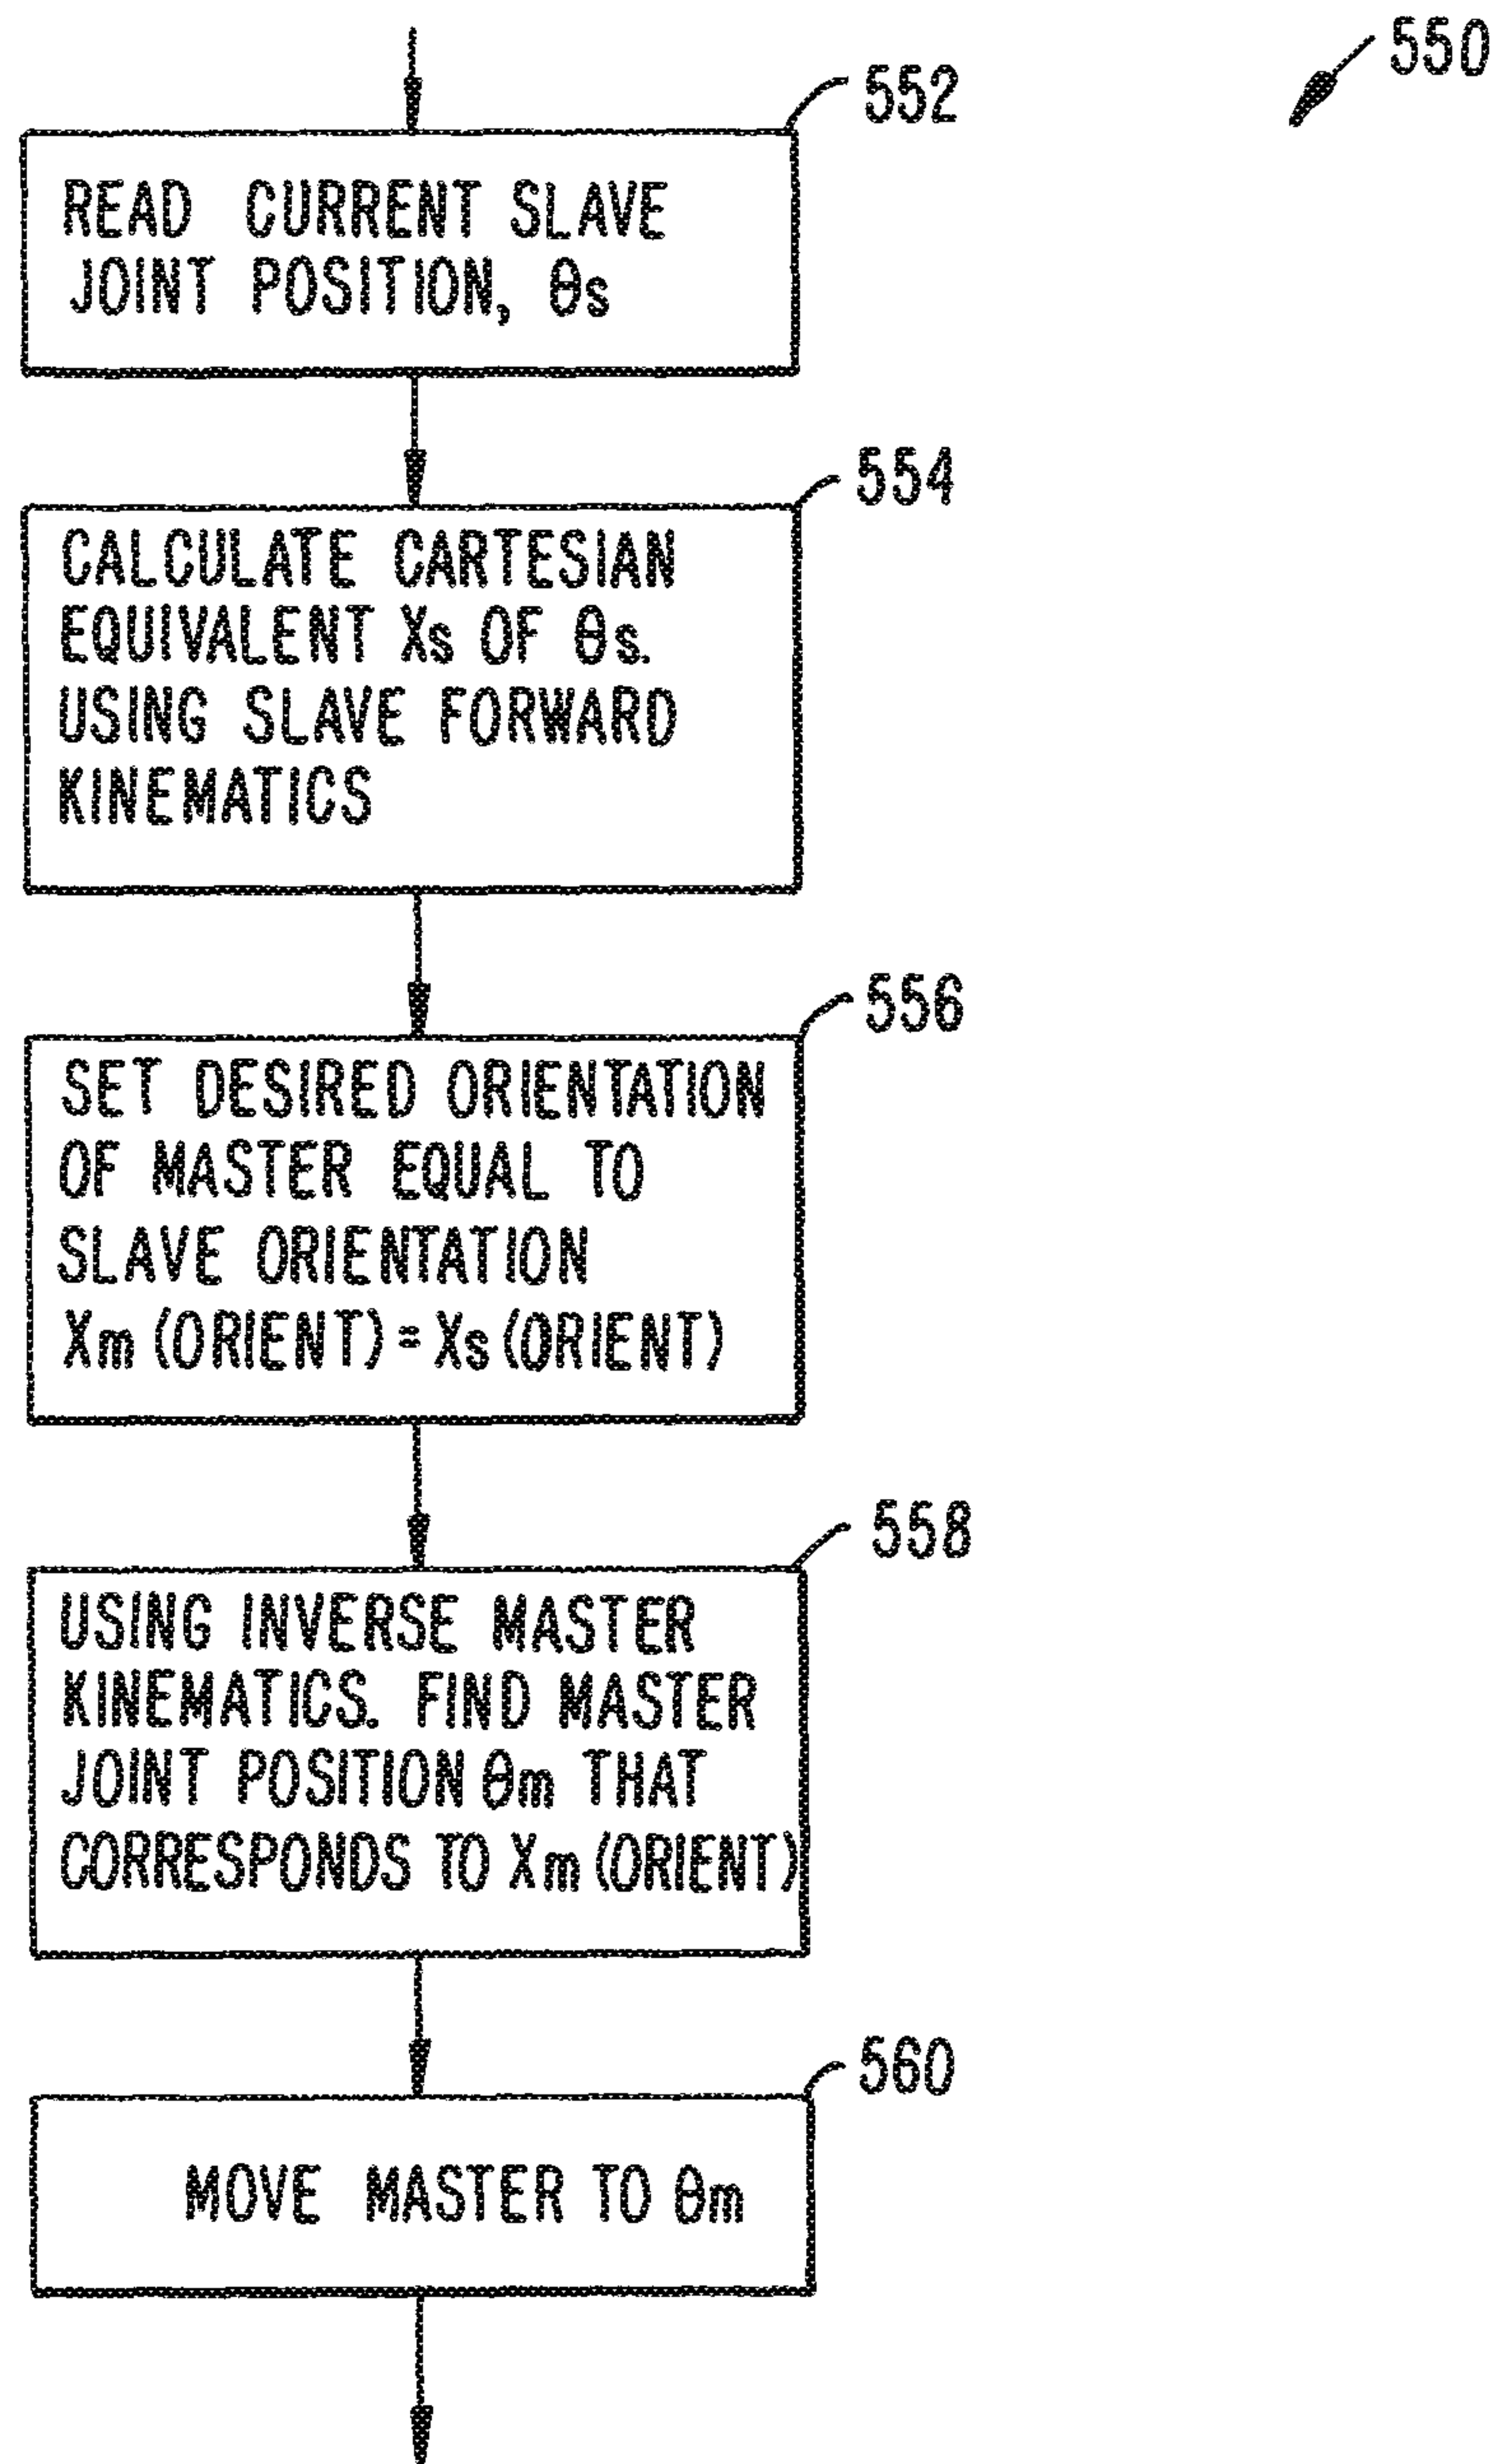 550
552
READ CURRENT SLAVE
JOINT POSITION, θs
554
CALCULATE CARTESIAN
EQUIVALENT Xs OF θs.
USING SLAVE FORWARD
KINEMATICS
556
SET DESIRED ORIENTATION
OF MASTER EQUAL TO
SLAVE ORIENTATION
Xm (ORIENT) = Xs (ORIENT)
558
USING INVERSE MASTER
KINEMATICS. FIND MASTER
JOINT POSITION θm THAT
CORRESPONDS TO Xm (ORIENT)
560
MOVE MASTER TO θm